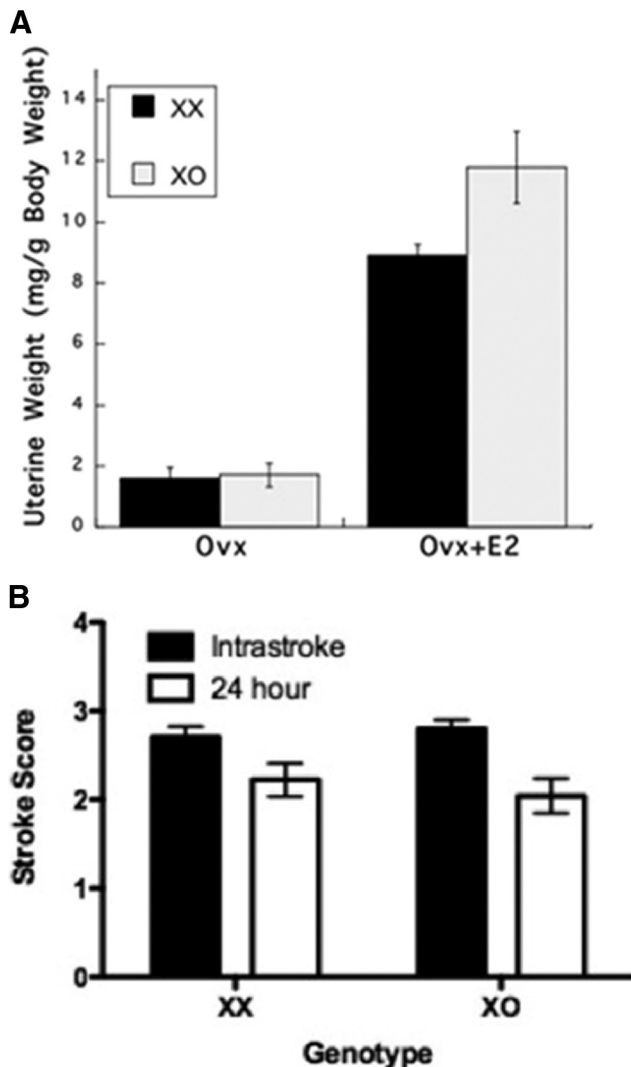 A
Uterine Weight (mg/g Body Weight)
14
12
10
8
6
4
2
0
XX
XO
Ovx
Ovx+E2
B
Stroke Score
4
3
2
1
0
Intrastroke
24 hour
XX
XO
Genotype